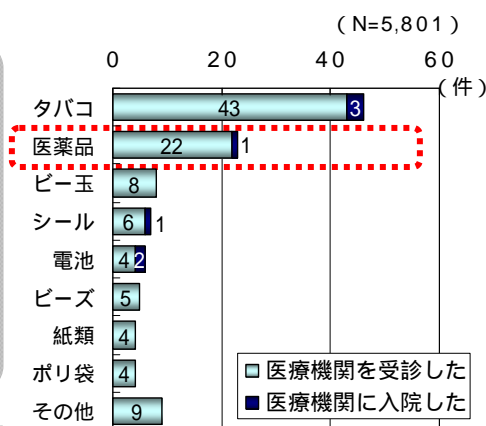 (N=5,801)
0 20 40 60
(件)
タバコ 43 3
医薬品 22 1
ビー玉 8
シール 6 1
電池 4 2
ビーズ 5
紙類 4
ポリ袋 4
その他 9
医療機関を受診した
医療機関に入院した